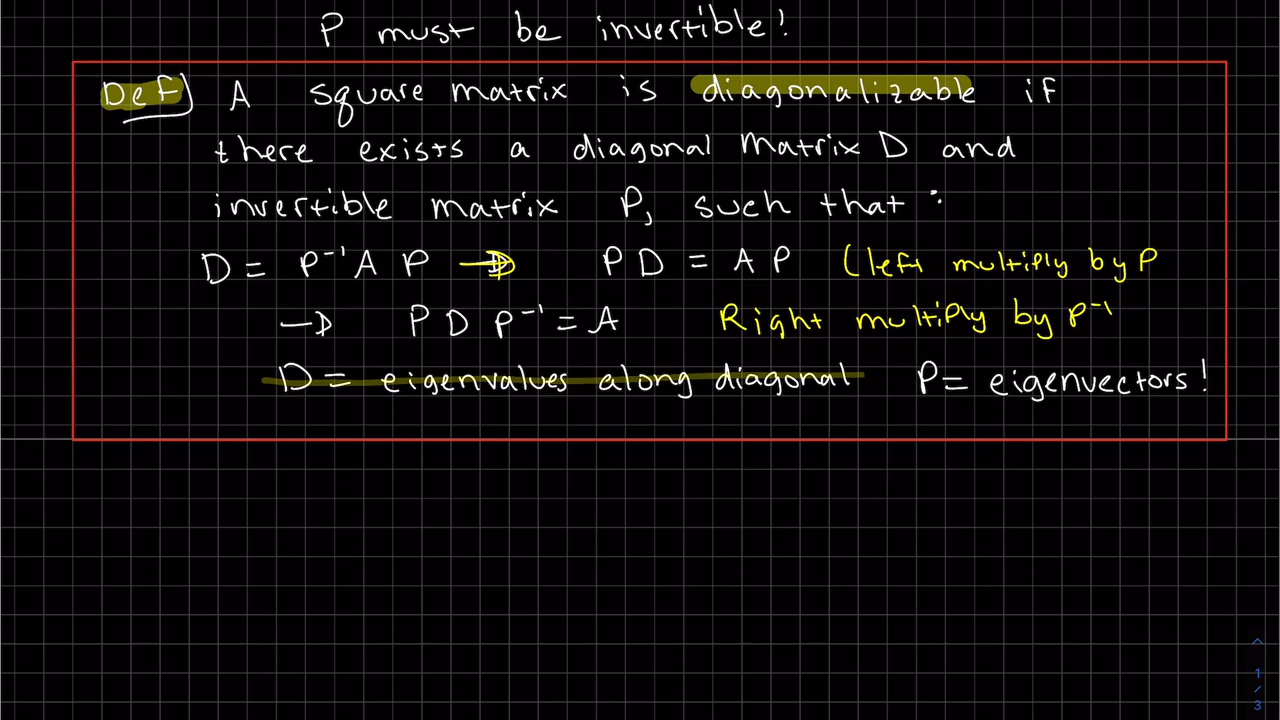 P must be invertible!
Def) A square matrix is diagonalizable if
there exists a diagonal matrix D and
invertible matrix P, such that:
D = P⁻¹ A P → P D = A P (left multiply by P
→ P D P⁻¹ = A Right multiply by P⁻¹
D = eigenvalues along diagonal P = eigenvectors!
1
/
3